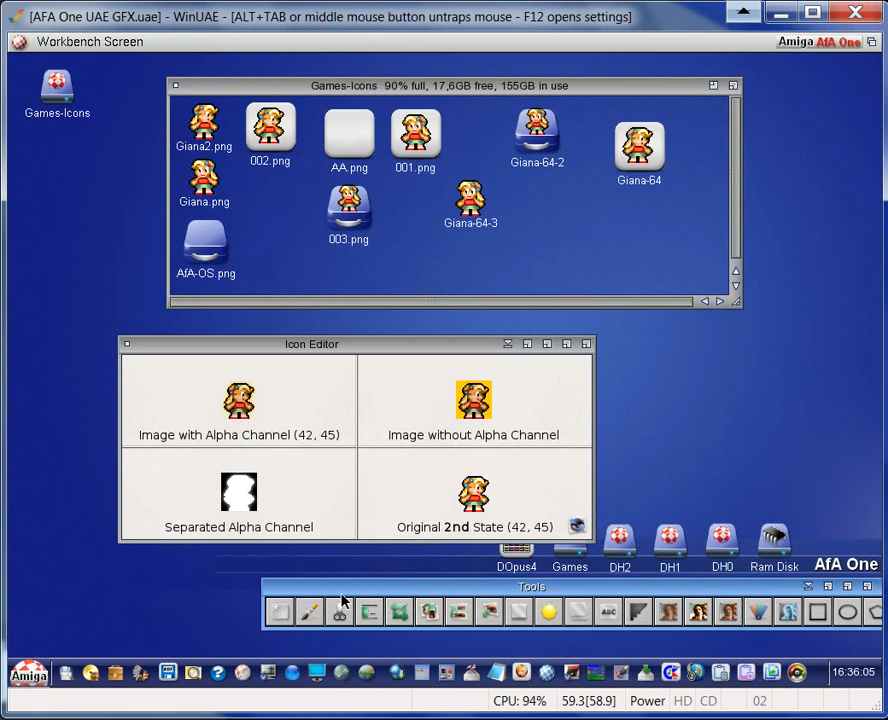 [AFA One UAE GFX.uae] - WinUAE - [ALT+TAB or middle mouse button untraps mouse - F12 opens settings]
Workbench Screen
Amiga AfA One
Games-Icons
Games-Icons 90% full, 17,6GB free, 155GB in use
Giana2.png
002.png
AA.png
001.png
Giana-64-2
Giana-64
Giana.png
003.png
Giana-64-3
AfA-OS.png
Icon Editor
Image with Alpha Channel (42, 45)
Image without Alpha Channel
Separated Alpha Channel
Original 2nd State (42, 45)
DOpus4
Games
DH2
DH1
DH0
Ram Disk
AfA One
Tools
ABC
Amiga
16:36:05
CPU: 94%
59.3[58.9]
Power
HD
CD
02